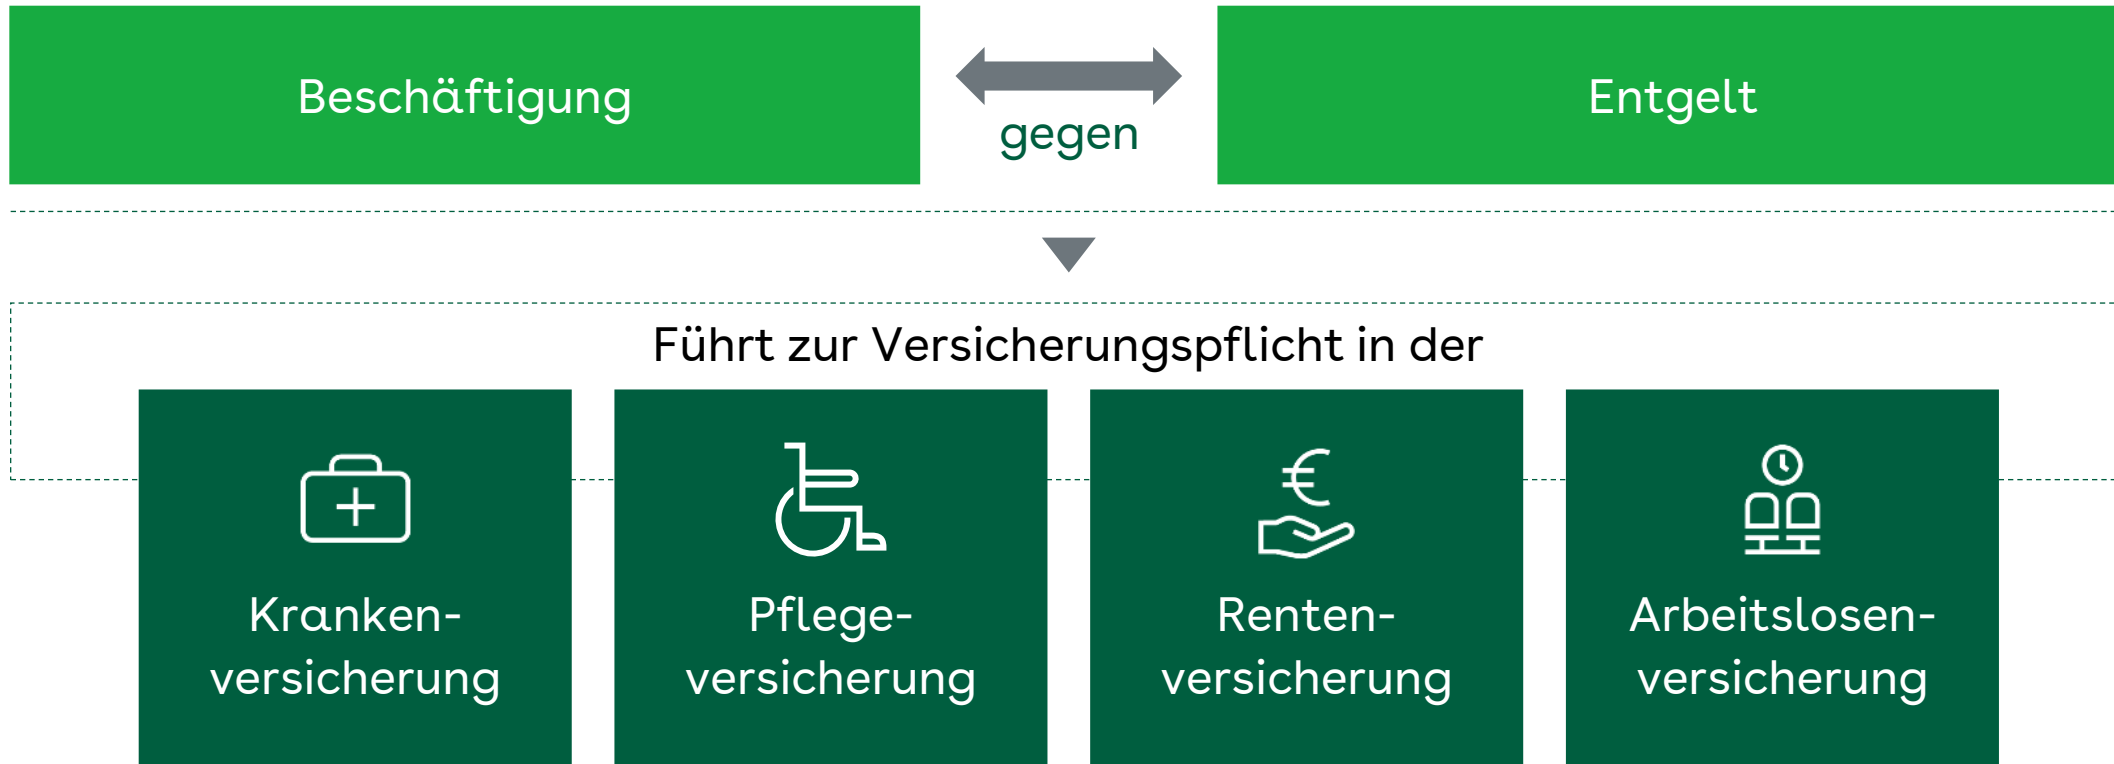 Beschäftigung
gegen
Entgelt
Führt zur Versicherungspflicht in der
Kranken-
versicherung
Pflege-
versicherung
Renten-
versicherung
Arbeitslosen-
versicherung